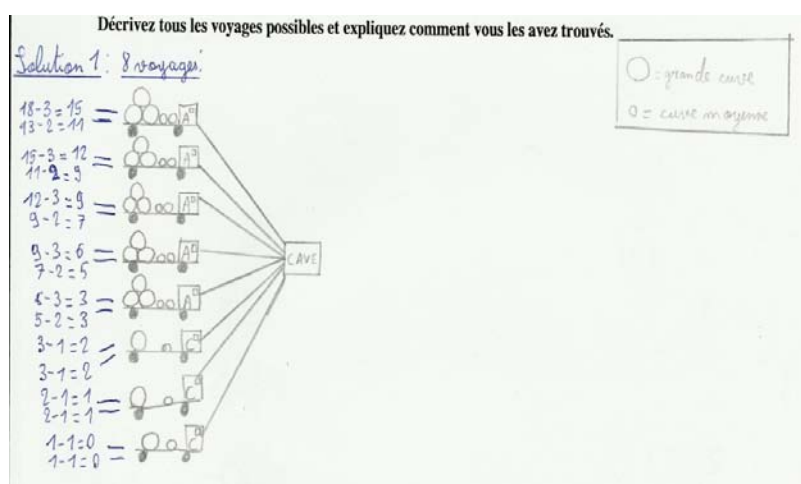 Décrivez tous les voyages possibles et expliquez comment vous les avez trouvés.
Solution 1 : 8 voyages:
O = grande cuve
o = cuve moyenne
18-3=15 =
13-2=11 =
A
15-3=12 =
11-2=9 =
A
12-3=9 =
9-2=7 =
A
9-3=6 =
7-2=5 =
A
CAVE
6-3=3 =
5-2=3 =
A
3-1=2 =
3-1=2
C
2-1=1 =
2-1=1 =
C
1-1=0 =
1-1=0 =
C